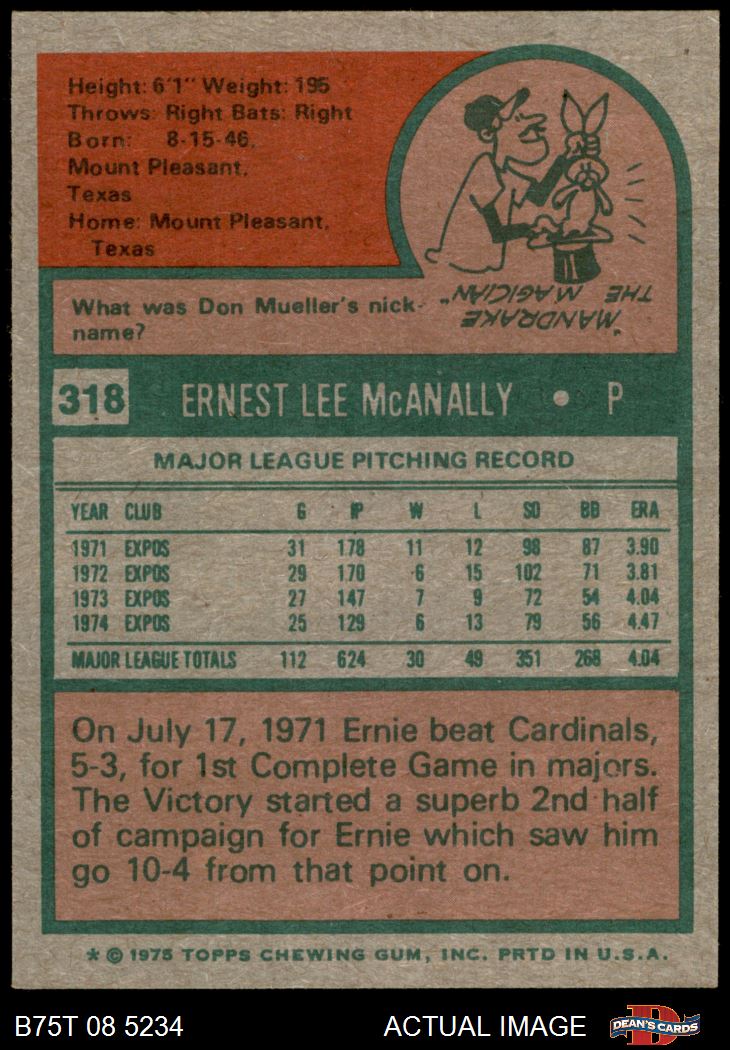 Height: 6'1" Weight: 195
Throws: Right Bats: Right
Born: 8-15-46,
Mount Pleasant,
Texas
Home: Mount Pleasant,
Texas
What was Don Mueller's nick-
name?
"MANDRAKE
THE MAGICIAN"
318 ERNEST LEE McANALLY • P
MAJOR LEAGUE PITCHING RECORD
YEAR CLUB G IP W L SO BB ERA
1971 EXPOS 31 178 11 12 98 87 3.90
1972 EXPOS 29 170 6 15 102 71 3.81
1973 EXPOS 27 147 7 9 72 54 4.04
1974 EXPOS 25 129 6 13 79 56 4.47
MAJOR LEAGUE TOTALS 112 624 30 49 351 268 4.04
On July 17, 1971 Ernie beat Cardinals,
5-3, for 1st Complete Game in majors.
The Victory started a superb 2nd half
of campaign for Ernie which saw him
go 10-4 from that point on.
* © 1975 TOPPS CHEWING GUM, INC. PRTD IN U.S.A.
B75T 08 5234 ACTUAL IMAGE D DEAN'S CARDS